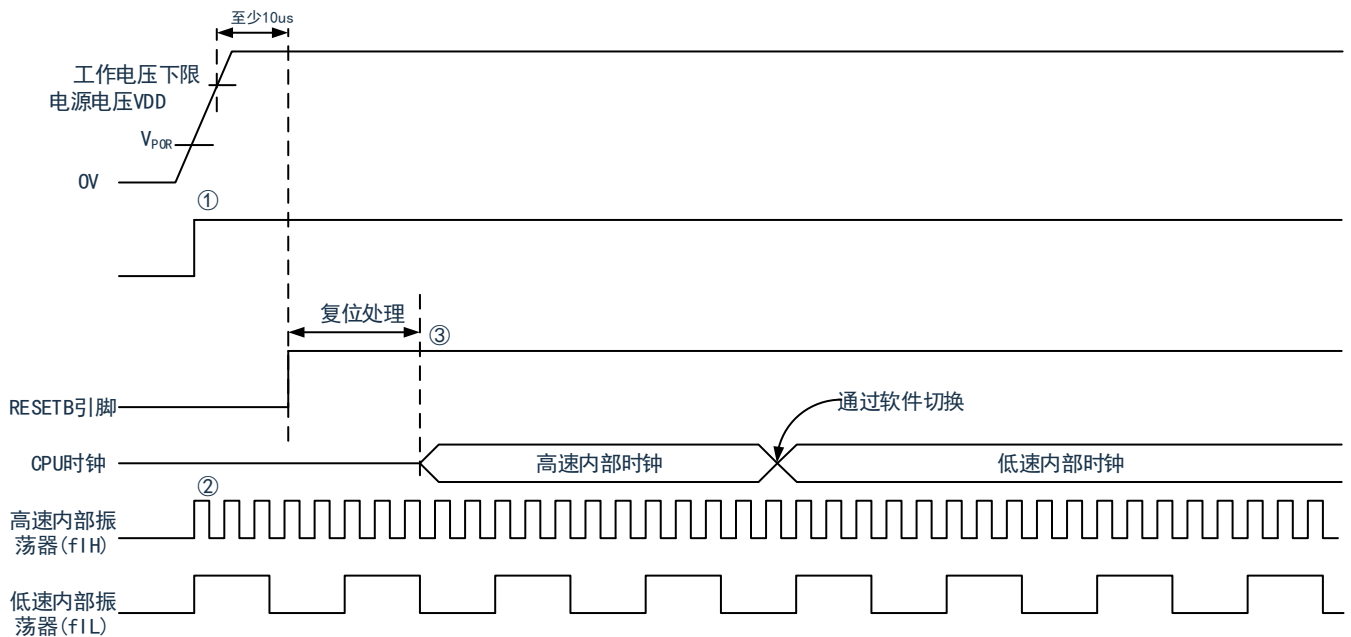 至少10us
工作电压下限
电源电压VDD
VPOR
0V
①
复位处理
③
RESETB引脚
通过软件切换
CPU时钟
高速内部时钟
低速内部时钟
②
高速内部振
荡器(fIH)
低速内部振
荡器(fIL)